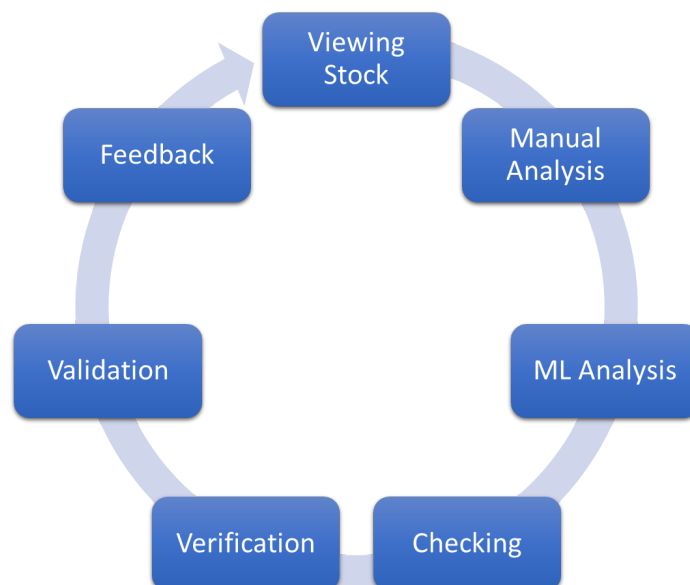 Viewing
Stock
Manual
Analysis
ML Analysis
Checking
Verification
Validation
Feedback